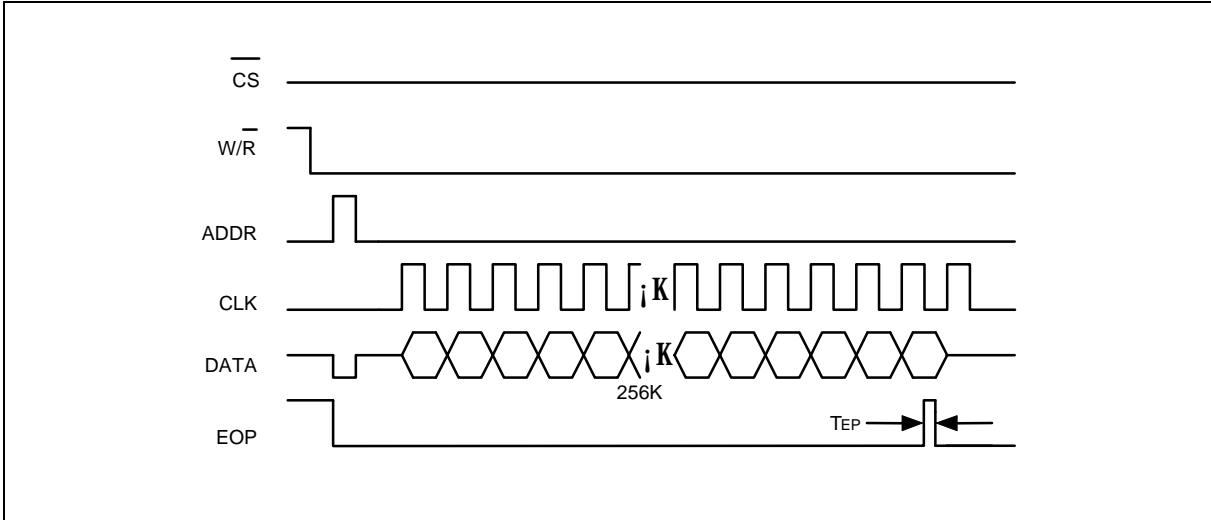 CS
W/R
ADDR
CLK
¡K
DATA
¡K
256K
EOP
TEP